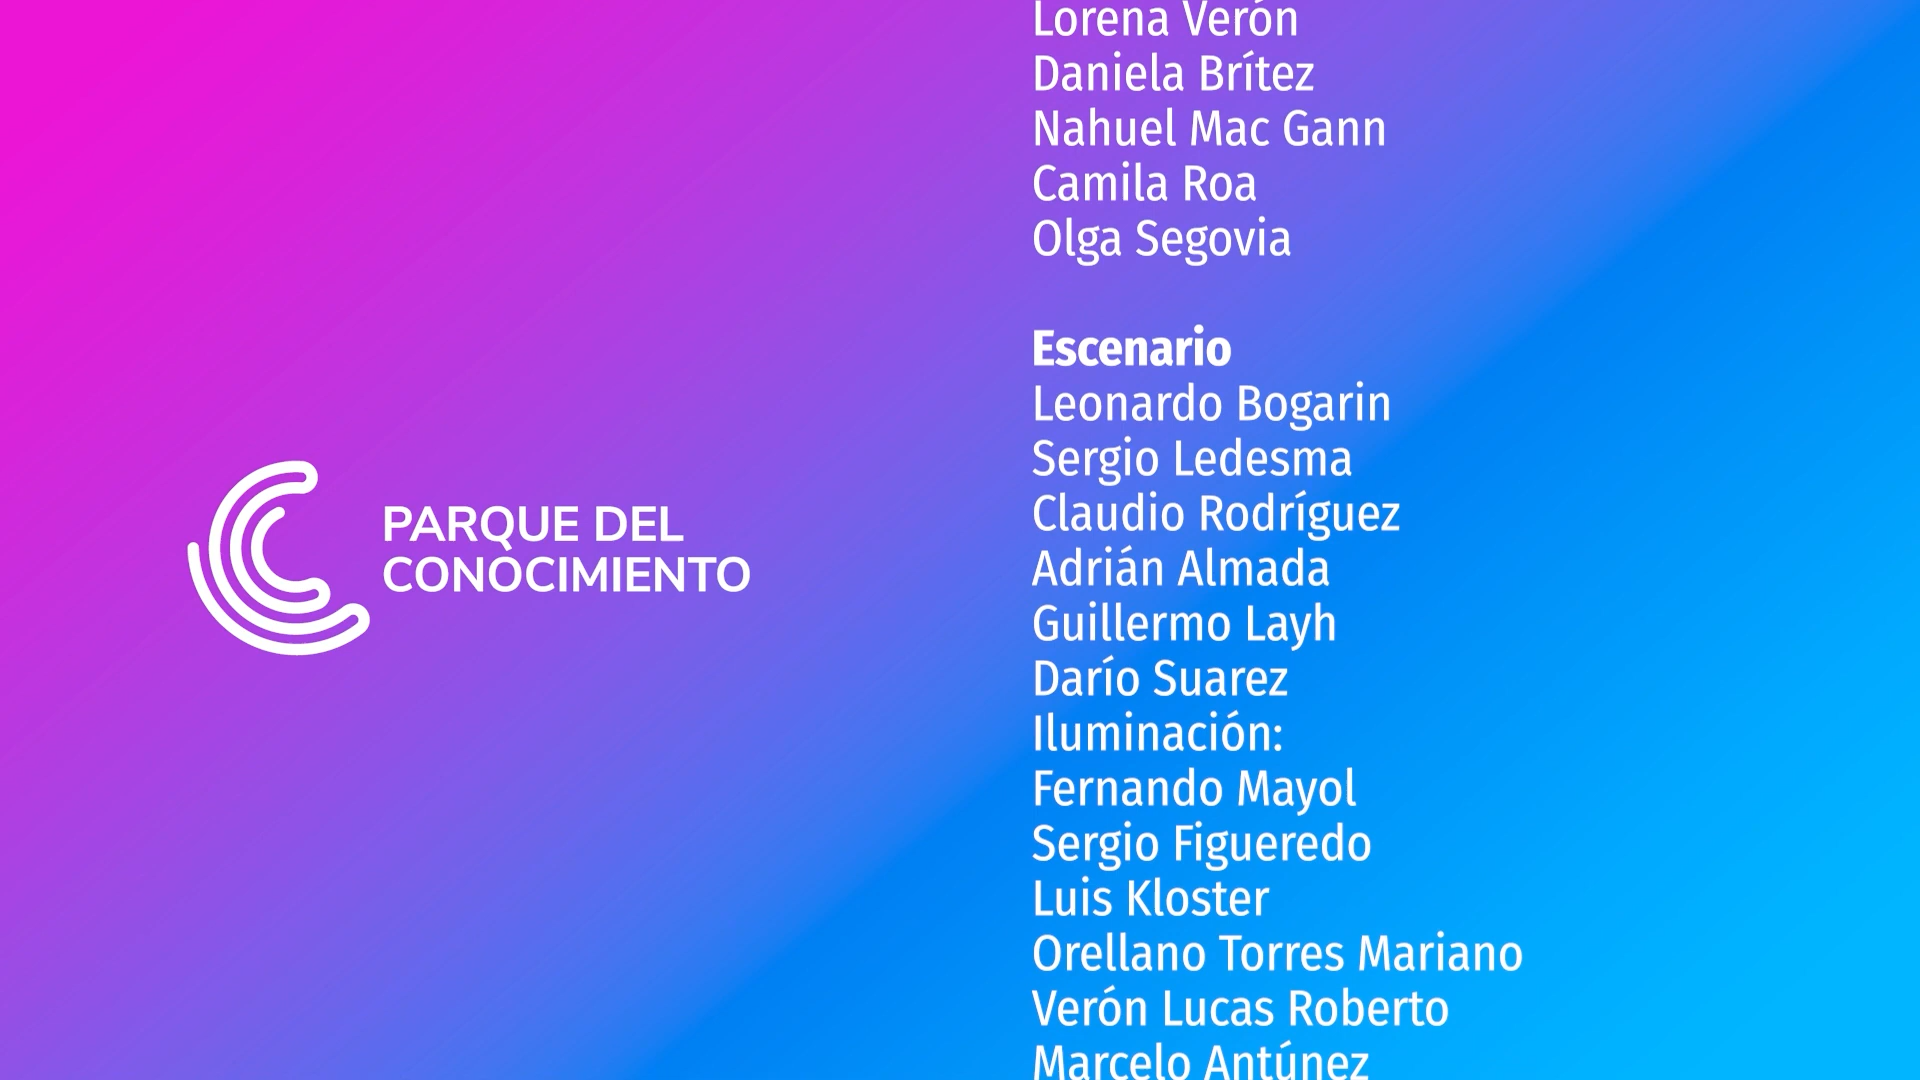 PARQUE DEL
CONOCIMIENTO
Lorena Verón
Daniela Brítez
Nahuel Mac Gann
Camila Roa
Olga Segovia
Escenario
Leonardo Bogarin
Sergio Ledesma
Claudio Rodríguez
Adrián Almada
Guillermo Layh
Darío Suarez
Iluminación:
Fernando Mayol
Sergio Figueredo
Luis Kloster
Orellano Torres Mariano
Verón Lucas Roberto
Marcelo Antúnez